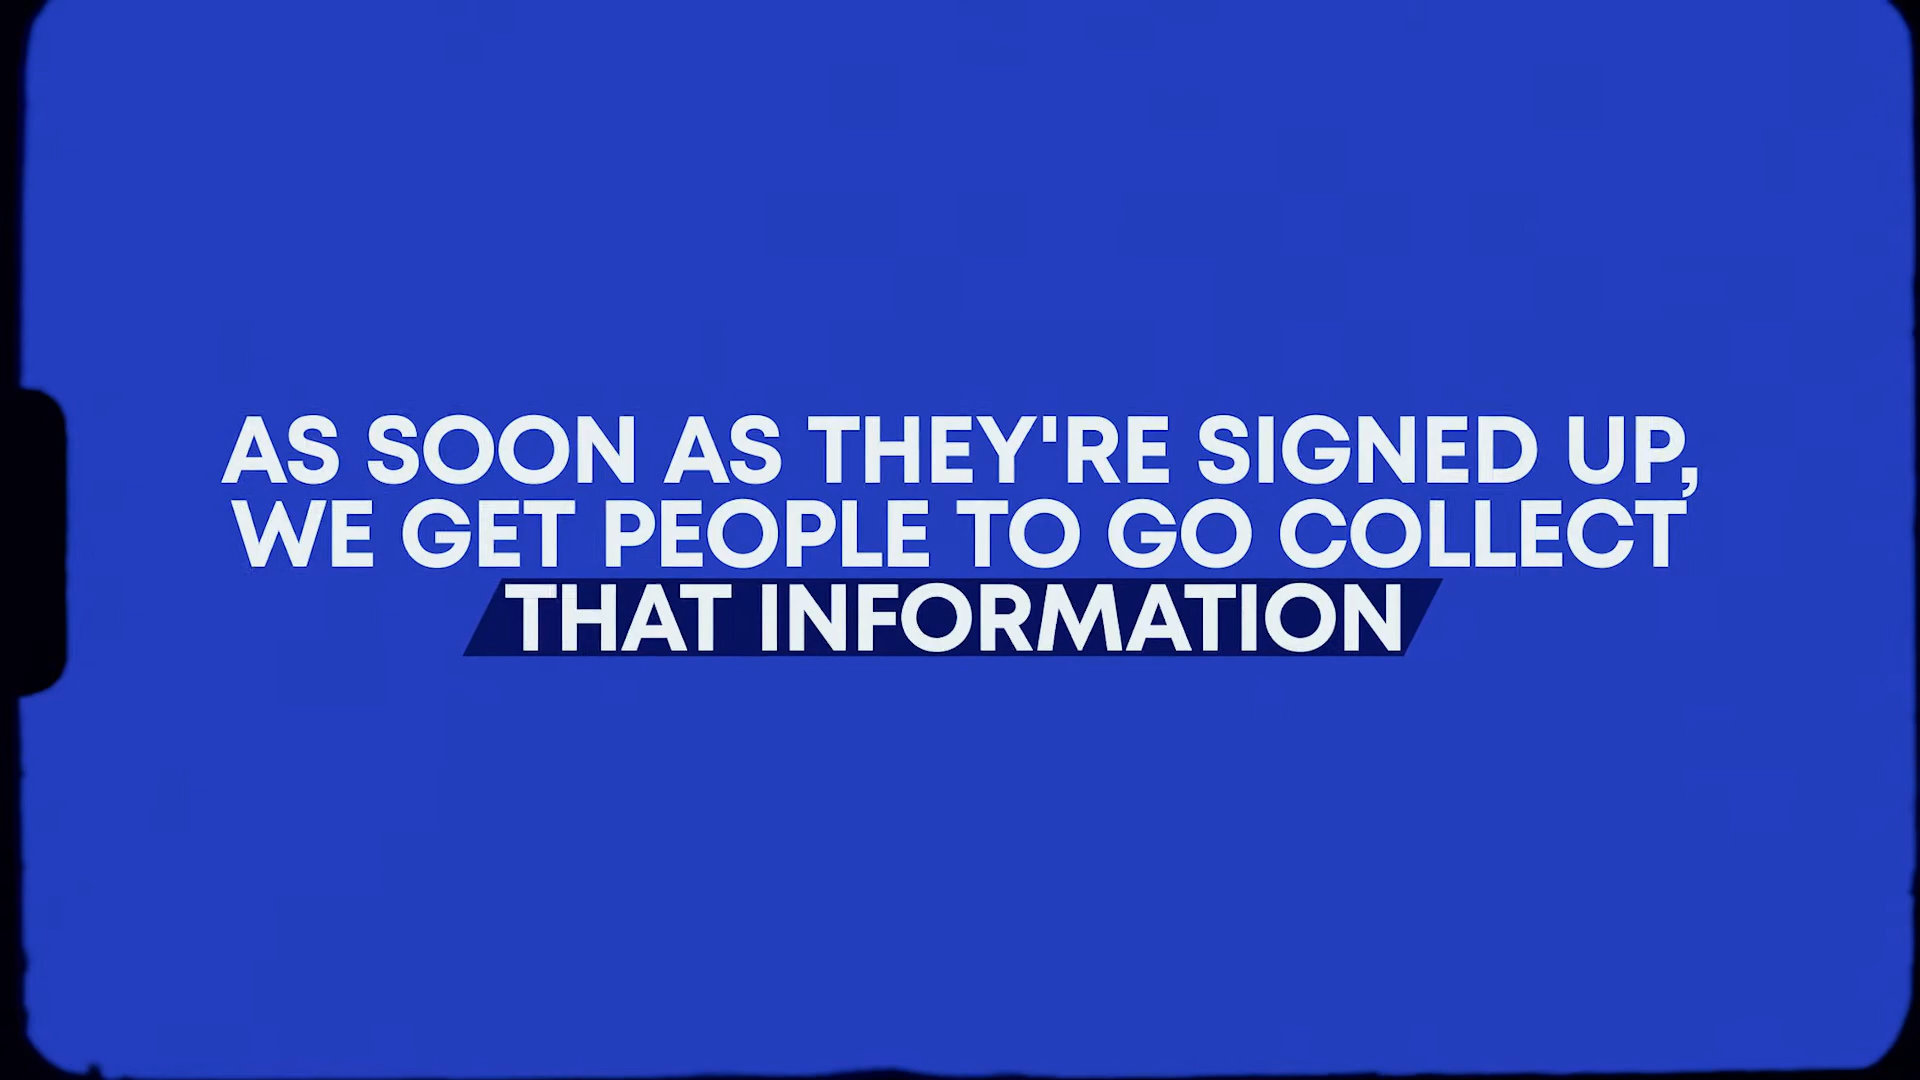 AS SOON AS THEY'RE SIGNED UP,
WE GET PEOPLE TO GO COLLECT
THAT INFORMATION